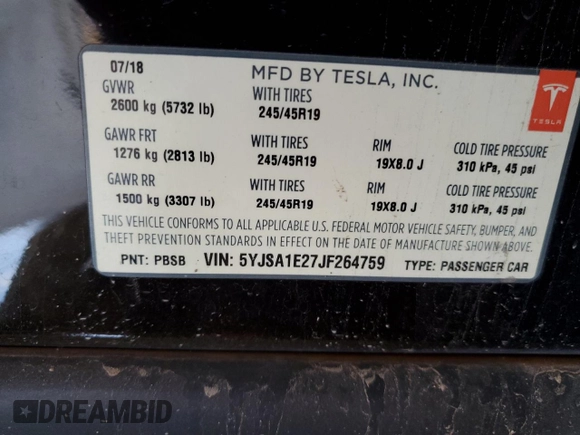 07/18 MFD BY TESLA, INC.
GVWR WITH TIRES
2600 kg (5732 lb) 245/45R19
TESLA
GAWR FRT WITH TIRES RIM COLD TIRE PRESSURE
1276 kg (2813 lb) 245/45R19 19X8.0 J 310 kPa, 45 psi
GAWR RR WITH TIRES RIM COLD TIRE PRESSURE
1500 kg (3307 lb) 245/45R19 19X8.0 J 310 kPa, 45 psi
THIS VEHICLE CONFORMS TO ALL APPLICABLE U.S. FEDERAL MOTOR VEHICLE SAFETY, BUMPER, AND
THEFT PREVENTION STANDARDS IN EFFECT ON THE DATE OF MANUFACTURE SHOWN ABOVE.
PNT: PBSB VIN: 5YJSA1E27JF264759 TYPE: PASSENGER CAR
DREAMBID